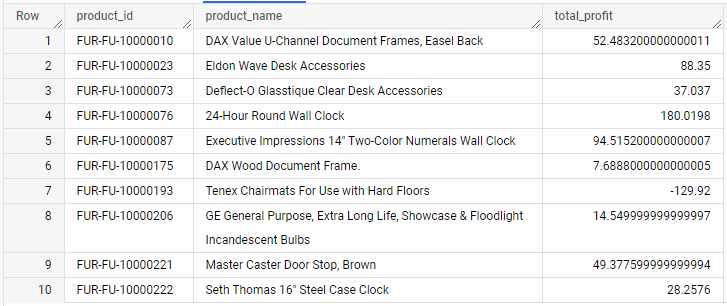 Row product_id product_name total_profit
1 FUR-FU-10000010 DAX Value U-Channel Document Frames, Easel Back 52.483200000000011
2 FUR-FU-10000023 Eldon Wave Desk Accessories 88.35
3 FUR-FU-10000073 Deflect-O Glasstique Clear Desk Accessories 37.037
4 FUR-FU-10000076 24-Hour Round Wall Clock 180.0198
5 FUR-FU-10000087 Executive Impressions 14" Two-Color Numerals Wall Clock 94.515200000000007
6 FUR-FU-10000175 DAX Wood Document Frame. 7.6888000000000005
7 FUR-FU-10000193 Tenex Chairmats For Use with Hard Floors -129.92
8 FUR-FU-10000206 GE General Purpose, Extra Long Life, Showcase & Floodlight 14.549999999999997
Incandescent Bulbs
9 FUR-FU-10000221 Master Caster Door Stop, Brown 49.377599999999994
10 FUR-FU-10000222 Seth Thomas 16" Steel Case Clock 28.2576